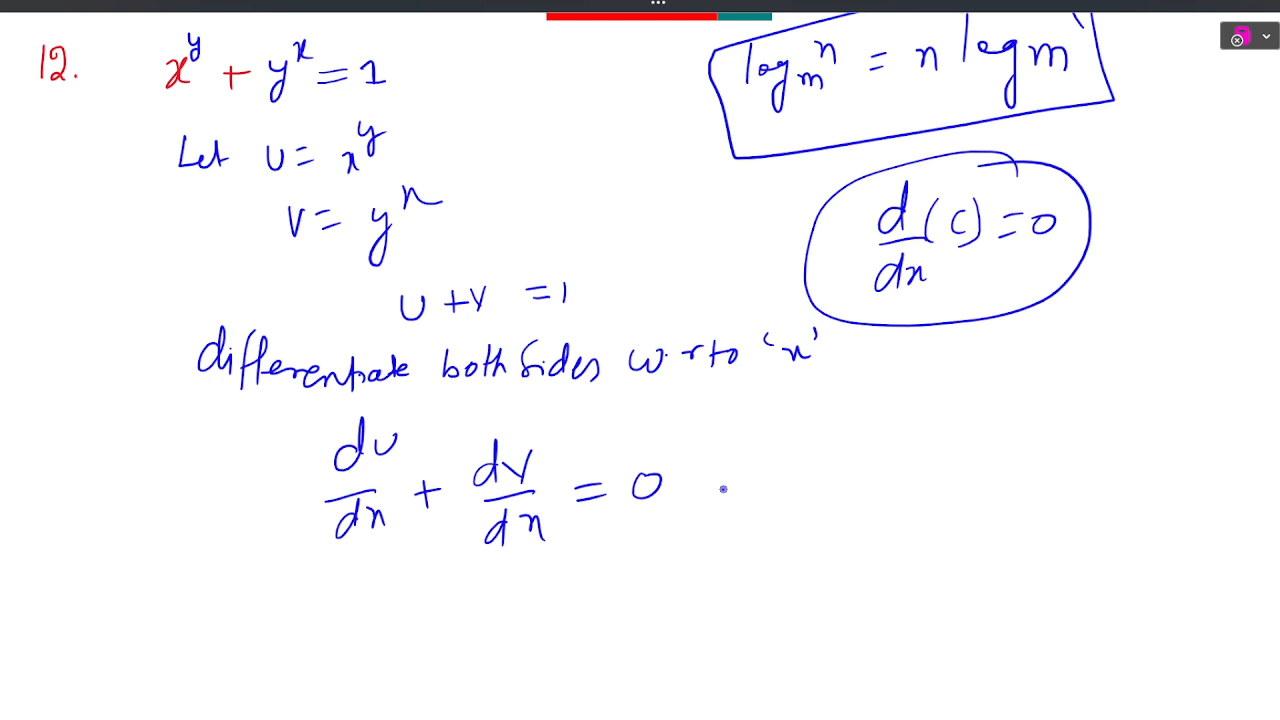 12. x^y + y^x = 1
log m^n = n log m
Let u = x^y
v = y^x
d/dx (c) = 0
u + v = 1
differentiate both sides w.r to 'x'
du/dx + dv/dx = 0